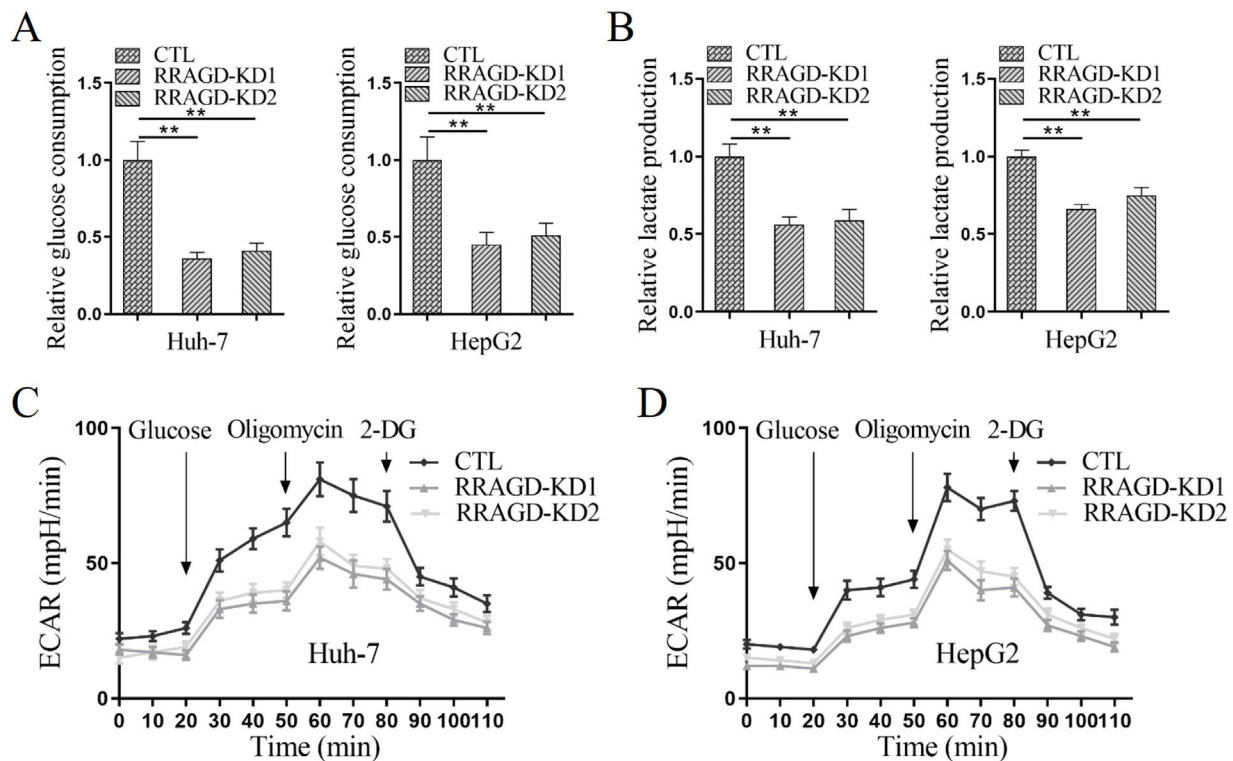 A
CTL
RRAGD-KD1
RRAGD-KD2
Relative glucose consumption
1.5
1.0
0.5
0.0
**
**
Huh-7
CTL
RRAGD-KD1
RRAGD-KD2
Relative glucose consumption
1.5
1.0
0.5
0.0
**
**
HepG2
B
CTL
RRAGD-KD1
RRAGD-KD2
Relative lactate production
1.5
1.0
0.5
0.0
**
**
Huh-7
CTL
RRAGD-KD1
RRAGD-KD2
Relative lactate production
1.5
1.0
0.5
0.0
**
**
HepG2
C
Glucose Oligomycin 2-DG
CTL
RRAGD-KD1
RRAGD-KD2
ECAR (mpH/min)
100
50
0
Huh-7
0 10 20 30 40 50 60 70 80 90 100 110
Time (min)
D
Glucose Oligomycin 2-DG
CTL
RRAGD-KD1
RRAGD-KD2
ECAR (mpH/min)
100
50
0
HepG2
0 10 20 30 40 50 60 70 80 90 100 110
Time (min)